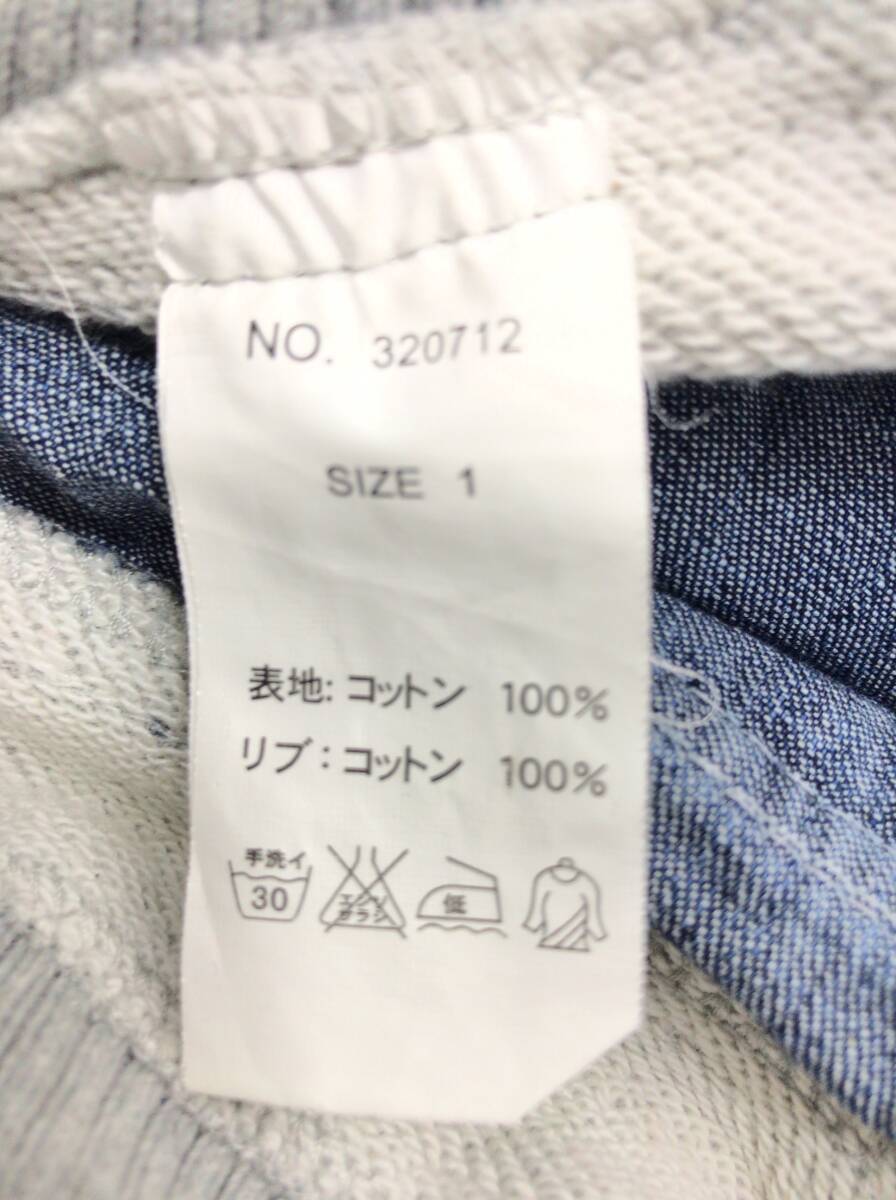 NO. 320712
SIZE 1
表地: コットン 100%
リブ : コットン 100%
手洗イ
30
エンソ
サラシ
低